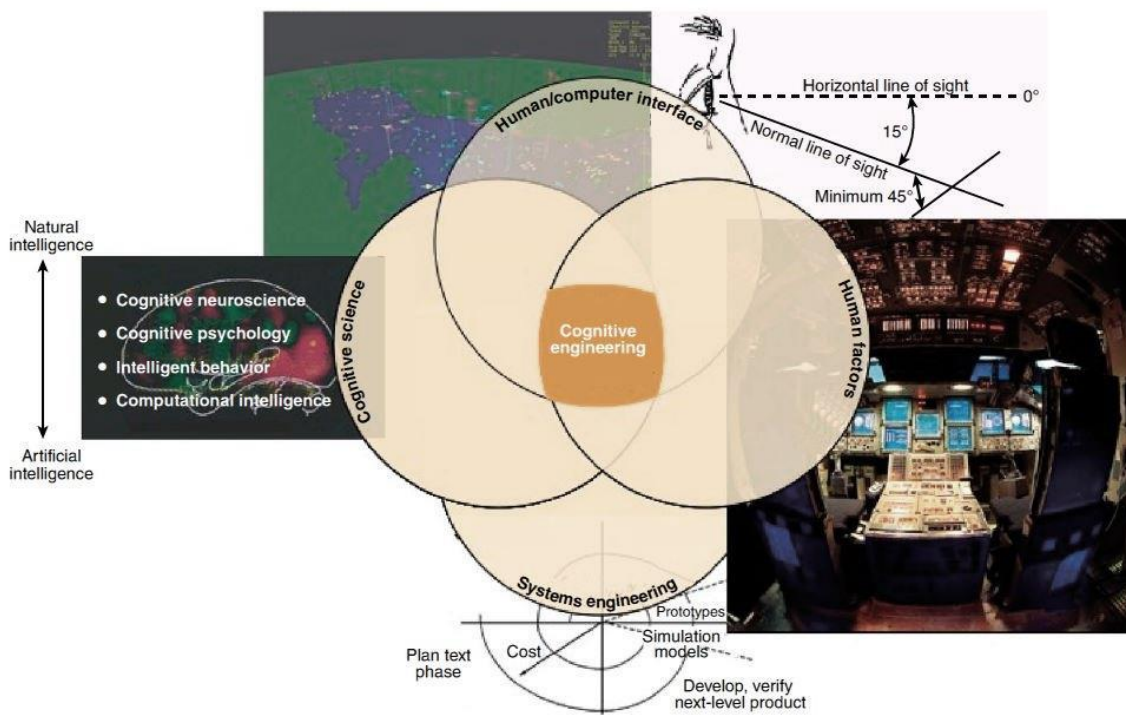 Human/computer interface
Horizontal line of sight
0°
15°
Normal line of sight
Minimum 45°
Natural
intelligence
• Cognitive neuroscience
• Cognitive psychology
• Intelligent behavior
• Computational intelligence
Artificial
intelligence
Cognitive science
Cognitive
engineering
Human factors
Systems engineering
Prototypes
Simulation
models
Cost
Plan text
phase
Develop, verify
next-level product